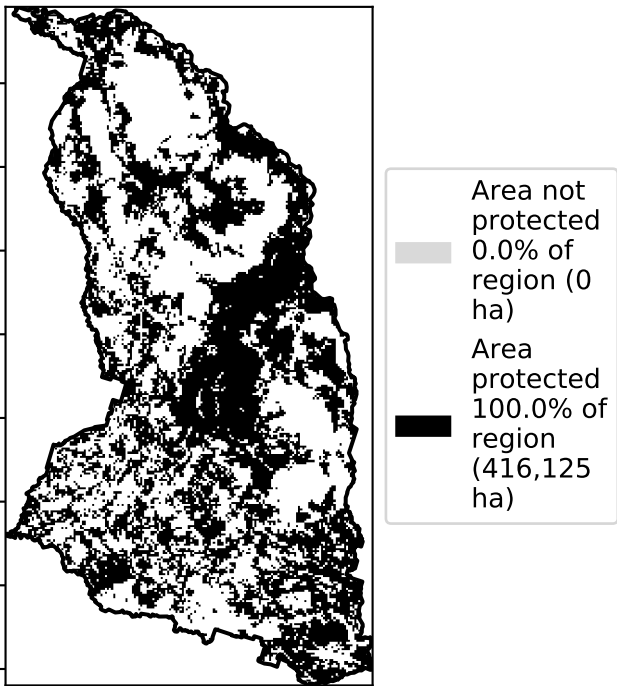 Area not
protected
0.0% of
region (0
ha)
Area
protected
100.0% of
region
(416,125
ha)